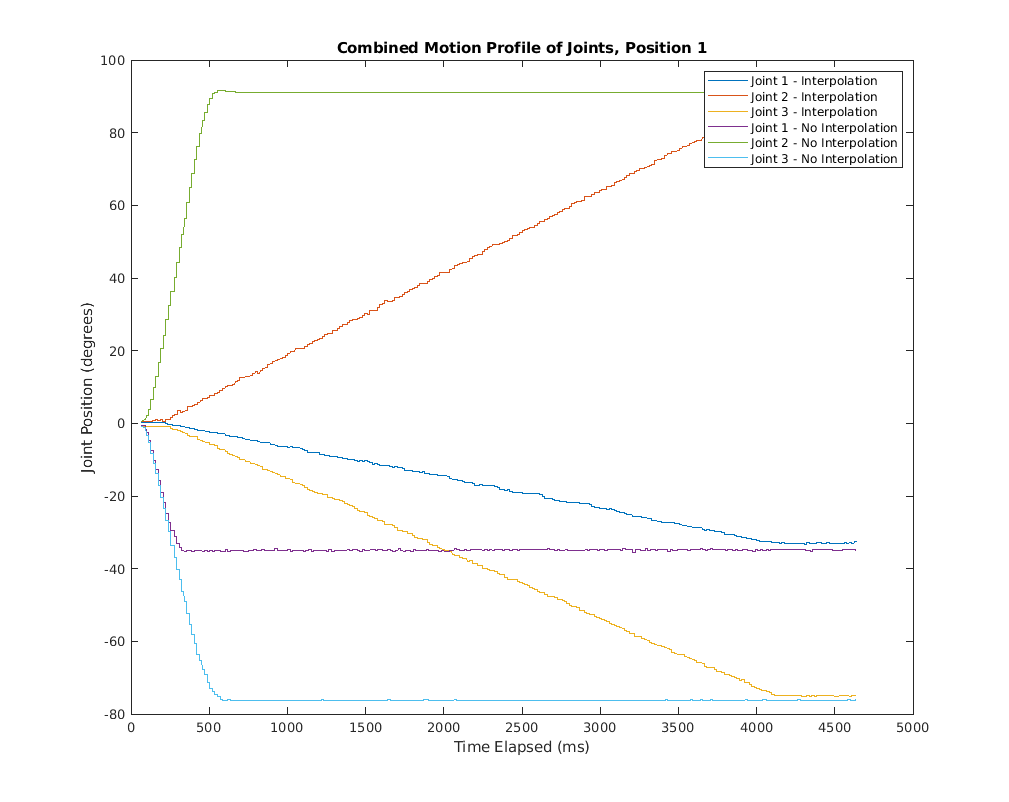 Combined Motion Profile of Joints, Position 1
Joint 1 - Interpolation
Joint 2 - Interpolation
Joint 3 - Interpolation
Joint 1 - No Interpolation
Joint 2 - No Interpolation
Joint 3 - No Interpolation
100
80
60
40
20
0
-20
-40
-60
-80
Joint Position (degrees)
0 500 1000 1500 2000 2500 3000 3500 4000 4500 5000
Time Elapsed (ms)